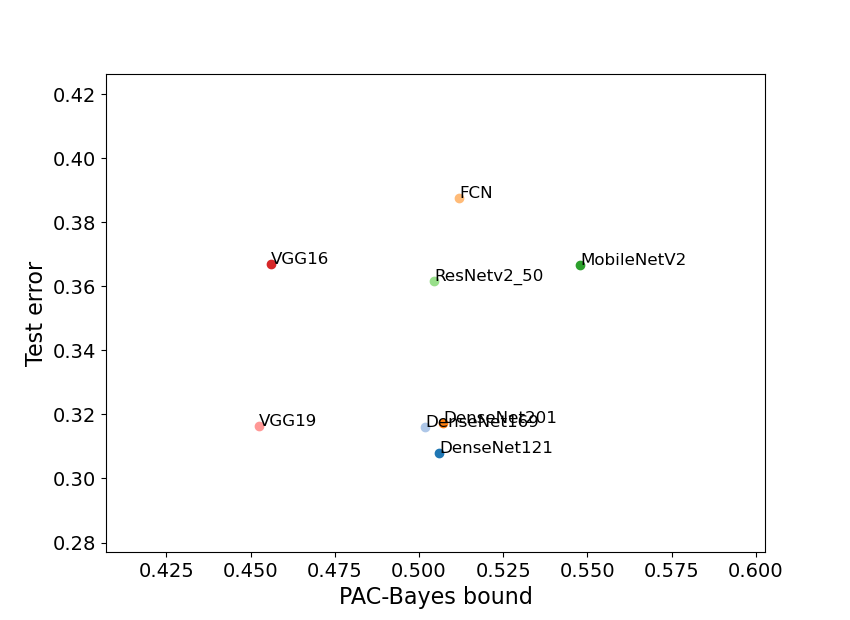 0.42
0.40
0.38
0.36
0.34
0.32
0.30
0.28
Test error
FCN
VGG16
MobileNetV2
ResNetv2_50
VGG19
DenseNet201
DenseNet169
DenseNet121
0.425 0.450 0.475 0.500 0.525 0.550 0.575 0.600
PAC-Bayes bound